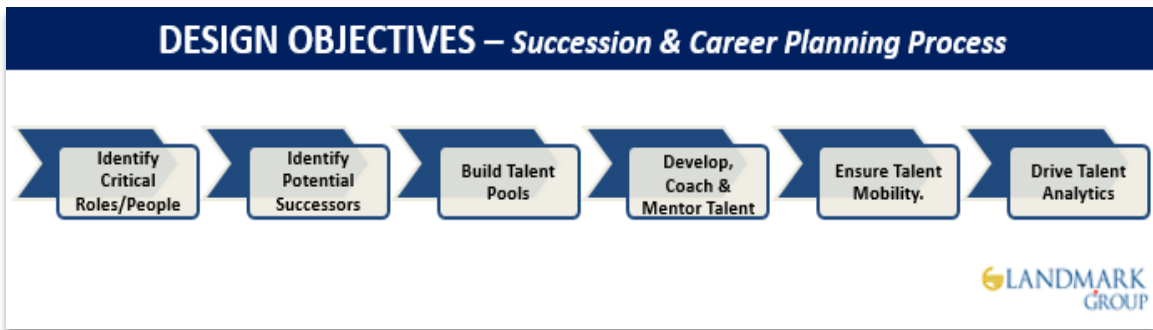 DESIGN OBJECTIVES – Succession & Career Planning Process
Identify
Critical
Roles/People
Identify
Potential
Successors
Build Talent
Pools
Develop,
Coach &
Mentor Talent
Ensure Talent
Mobility.
Drive Talent
Analytics
LANDMARK
GROUP